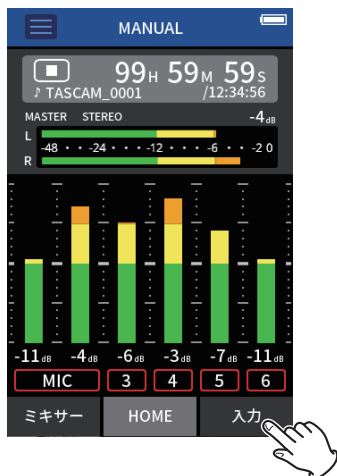 MANUAL
99H 59M 59S
♪ TASCAM_0001 /12:34:56
MASTER STEREO -4dB
L
-48 · · -24 · · · -12 · · · -6 · · -2 0
R
-11dB -4dB -6dB -3dB -7dB -11dB
MIC 3 4 5 6
ミキサー HOME 入力